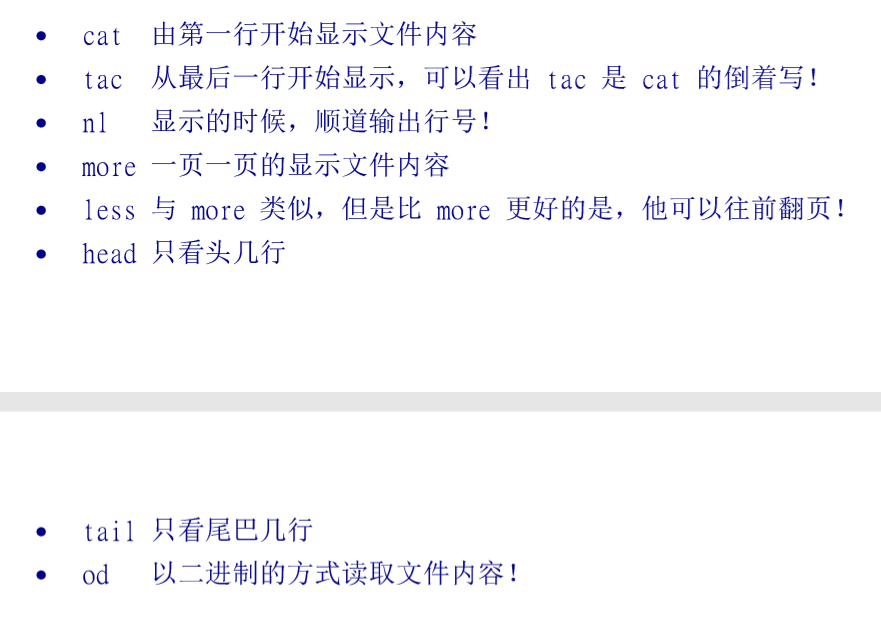 • cat 由第一行开始显示文件内容
• tac 从最后一行开始显示，可以看出 tac 是 cat 的倒着写！
• nl 显示的时候，顺道输出行号！
• more 一页一页的显示文件内容
• less 与 more 类似，但是比 more 更好的是，他可以往前翻页！
• head 只看头几行
• tail 只看尾巴几行
• od 以二进制的方式读取文件内容！